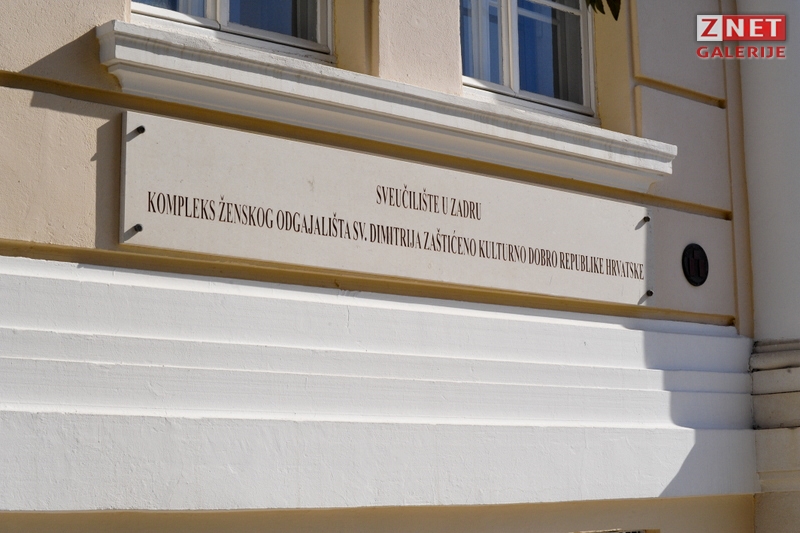 ZNET
GALERIJE
SVEUČILIŠTE U ZADRU
KOMPLEKS ŽENSKOG ODGAJALIŠTA SV. DIMITRIJA ZAŠTIĆENO KULTURNO DOBRO REPUBLIKE HRVATSKE